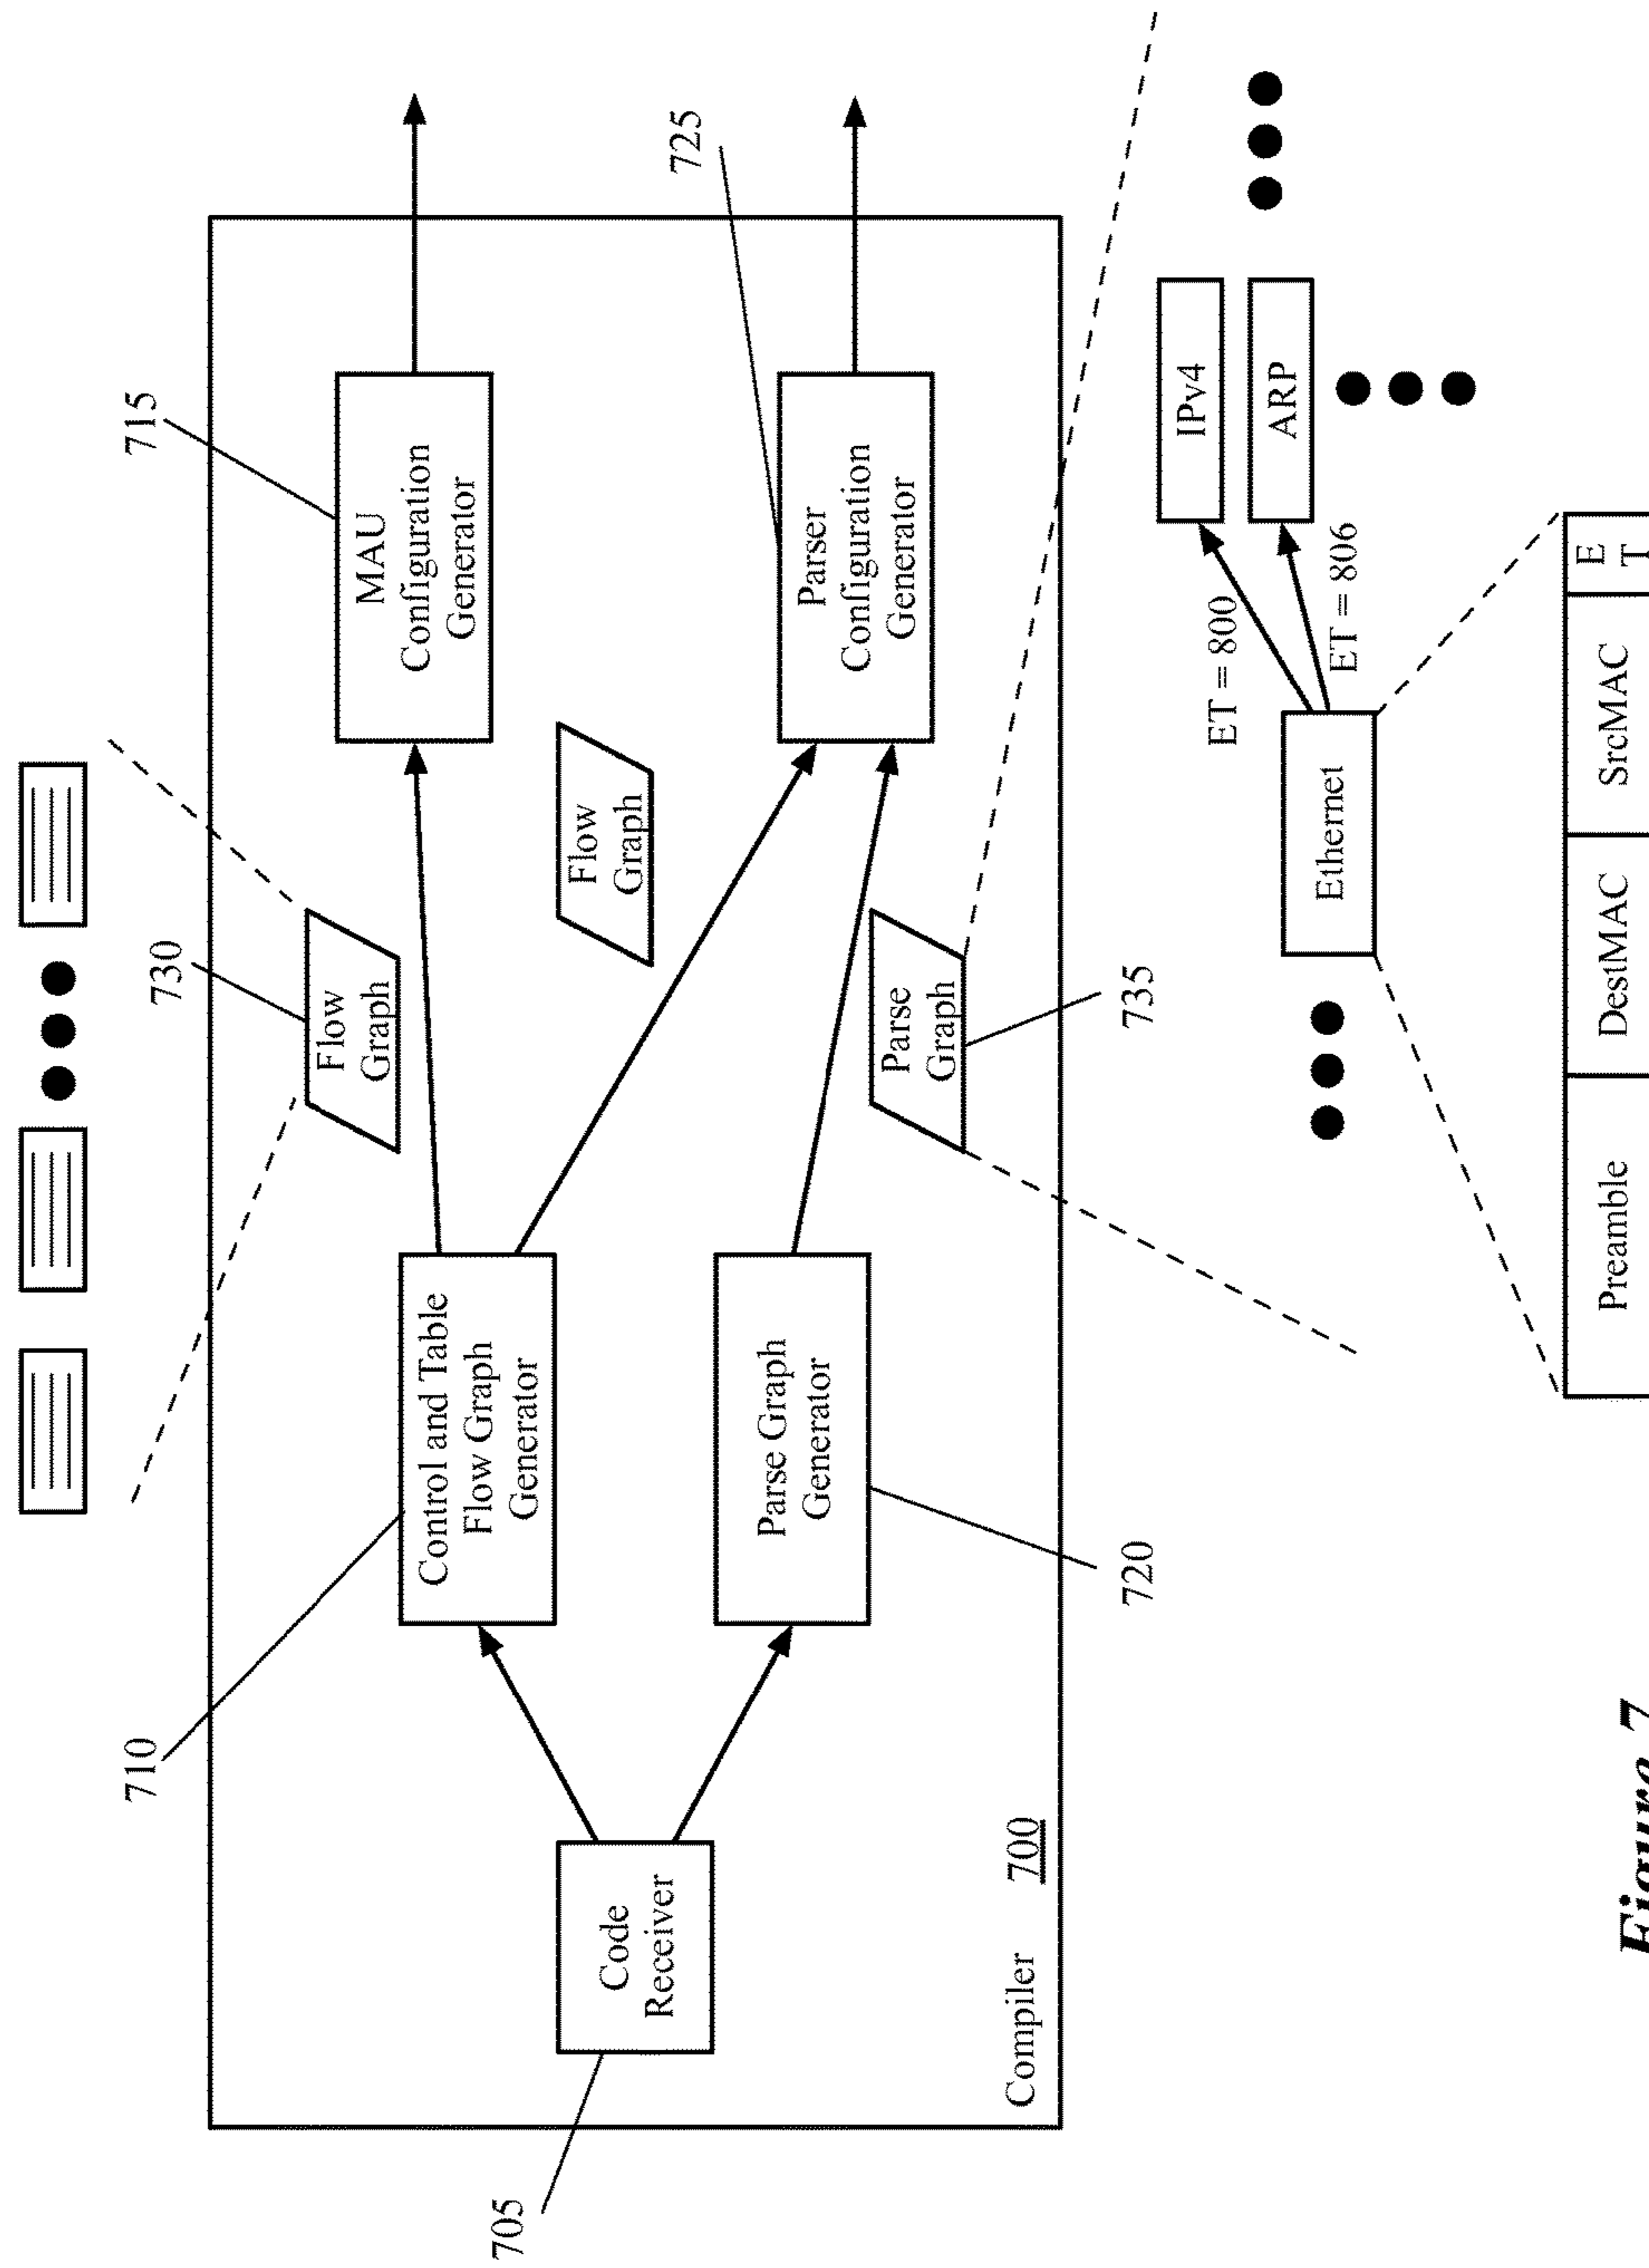 730
715
710
Flow
Graph
MAU
Configuration
Generator
Control and Table
Flow Graph
Generator
Flow
Graph
725
Code
Receiver
705
Parse Graph
Generator
Parser
Configuration
Generator
Parse
Graph
Compiler 700
720
735
ET = 800
IPv4
ET = 806
ARP
Ethernet
Preamble
DestMAC
SrcMAC
E
T
Figure 7